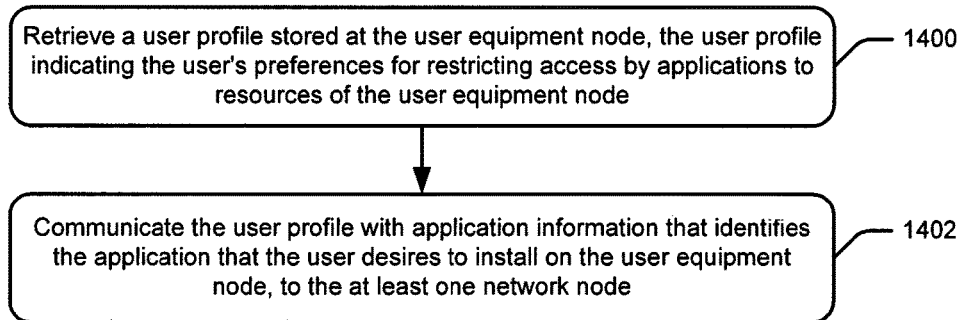 Retrieve a user profile stored at the user equipment node, the user profile
indicating the user's preferences for restricting access by applications to
resources of the user equipment node
1400
Communicate the user profile with application information that identifies
the application that the user desires to install on the user equipment
node, to the at least one network node
1402